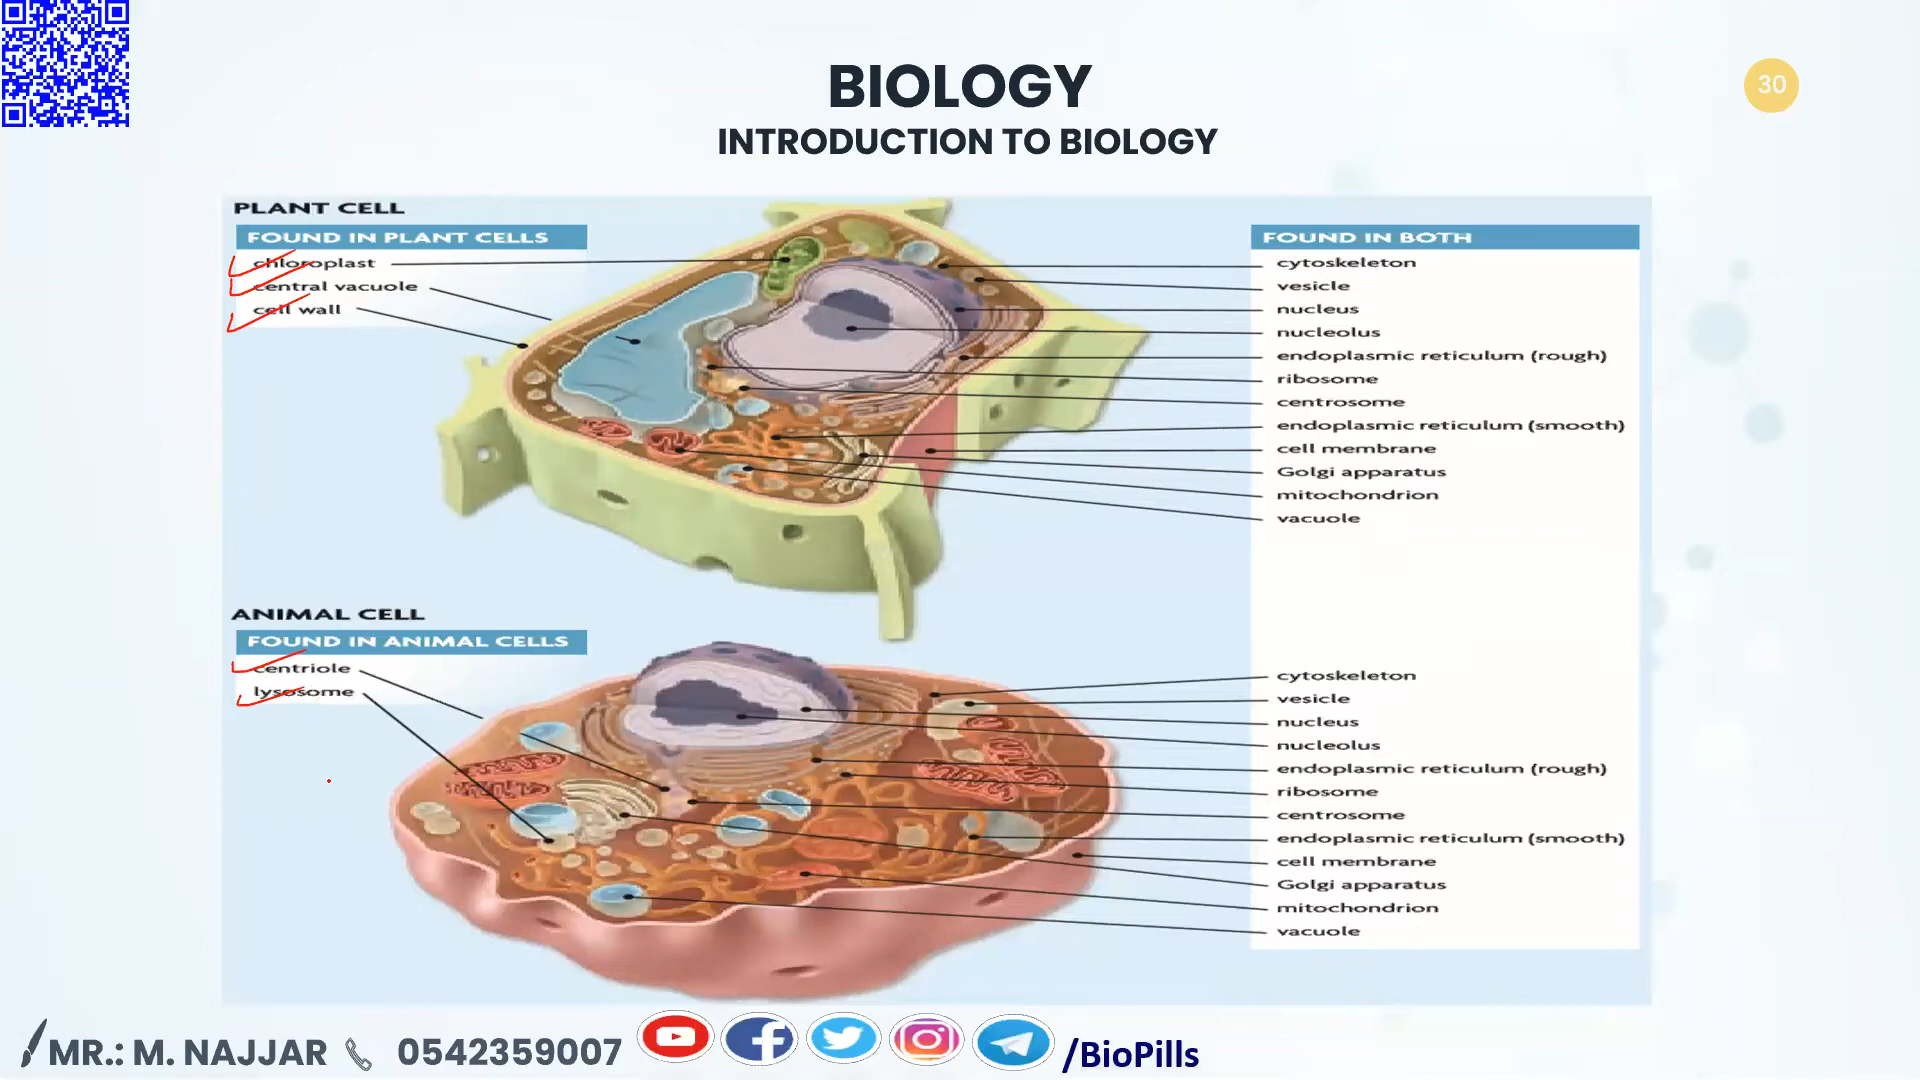 BIOLOGY
30
INTRODUCTION TO BIOLOGY
PLANT CELL
FOUND IN PLANT CELLS
chloroplast
central vacuole
cell wall
FOUND IN BOTH
cytoskeleton
vesicle
nucleus
nucleolus
endoplasmic reticulum (rough)
ribosome
centrosome
endoplasmic reticulum (smooth)
cell membrane
Golgi apparatus
mitochondrion
vacuole
ANIMAL CELL
FOUND IN ANIMAL CELLS
centriole
lysosome
cytoskeleton
vesicle
nucleus
nucleolus
endoplasmic reticulum (rough)
ribosome
centrosome
endoplasmic reticulum (smooth)
cell membrane
Golgi apparatus
mitochondrion
vacuole
MR.: M. NAJJAR 0542359007 /BioPills